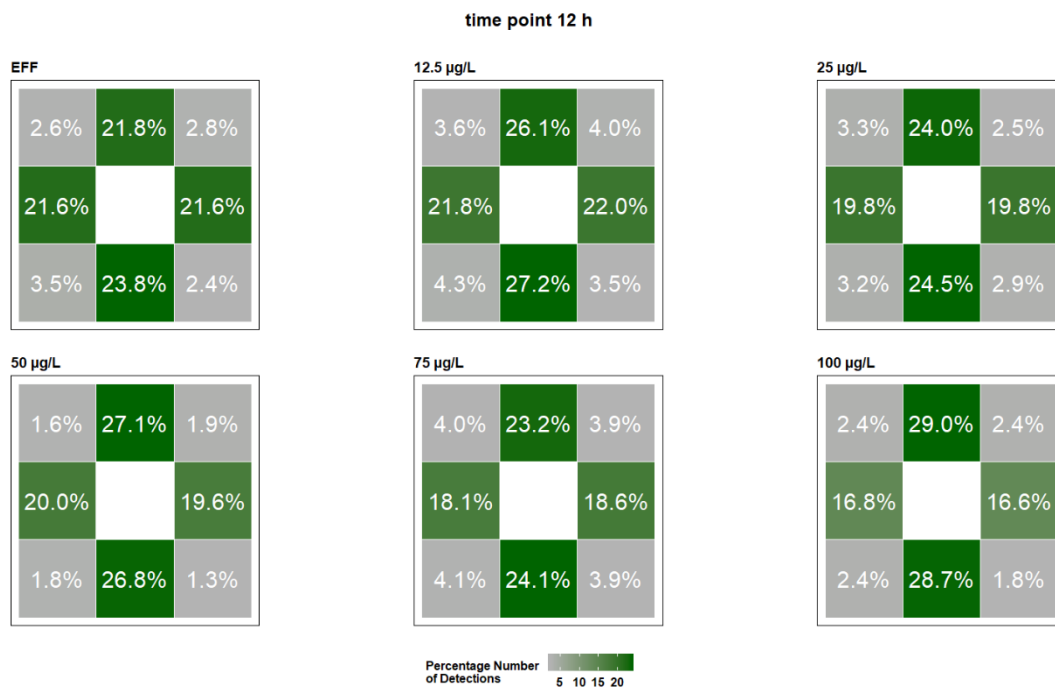 time point 12 h
EFF
12.5 µg/L
25 µg/L
2.6% 21.8% 2.8%
3.6% 26.1% 4.0%
3.3% 24.0% 2.5%
21.6% 21.6%
21.8% 22.0%
19.8% 19.8%
3.5% 23.8% 2.4%
4.3% 27.2% 3.5%
3.2% 24.5% 2.9%
50 µg/L
75 µg/L
100 µg/L
1.6% 27.1% 1.9%
4.0% 23.2% 3.9%
2.4% 29.0% 2.4%
20.0% 19.6%
18.1% 18.6%
16.8% 16.6%
1.8% 26.8% 1.3%
4.1% 24.1% 3.9%
2.4% 28.7% 1.8%
Percentage Number
of Detections
5 10 15 20